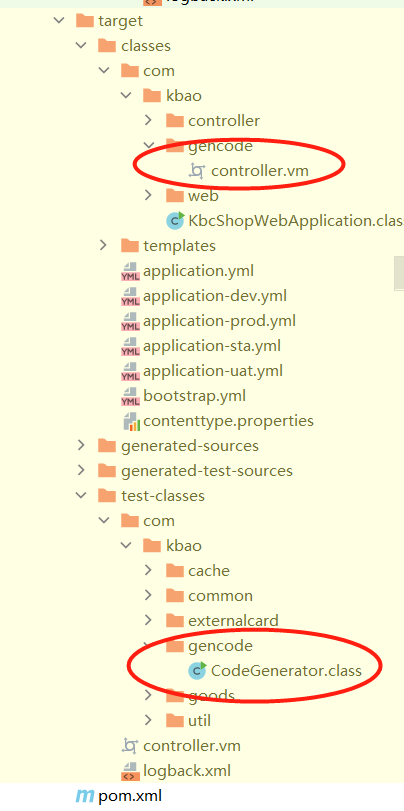 logback.xml
target
classes
com
kbao
controller
gencode
controller.vm
web
KbcShopWebApplication.clas
templates
YML application.yml
YML application-dev.yml
YML application-prod.yml
YML application-sta.yml
YML application-uat.yml
YML bootstrap.yml
contenttype.properties
generated-sources
generated-test-sources
test-classes
com
kbao
cache
common
externalcard
gencode
C CodeGenerator.class
goods
util
controller.vm
logback.xml
m pom.xml